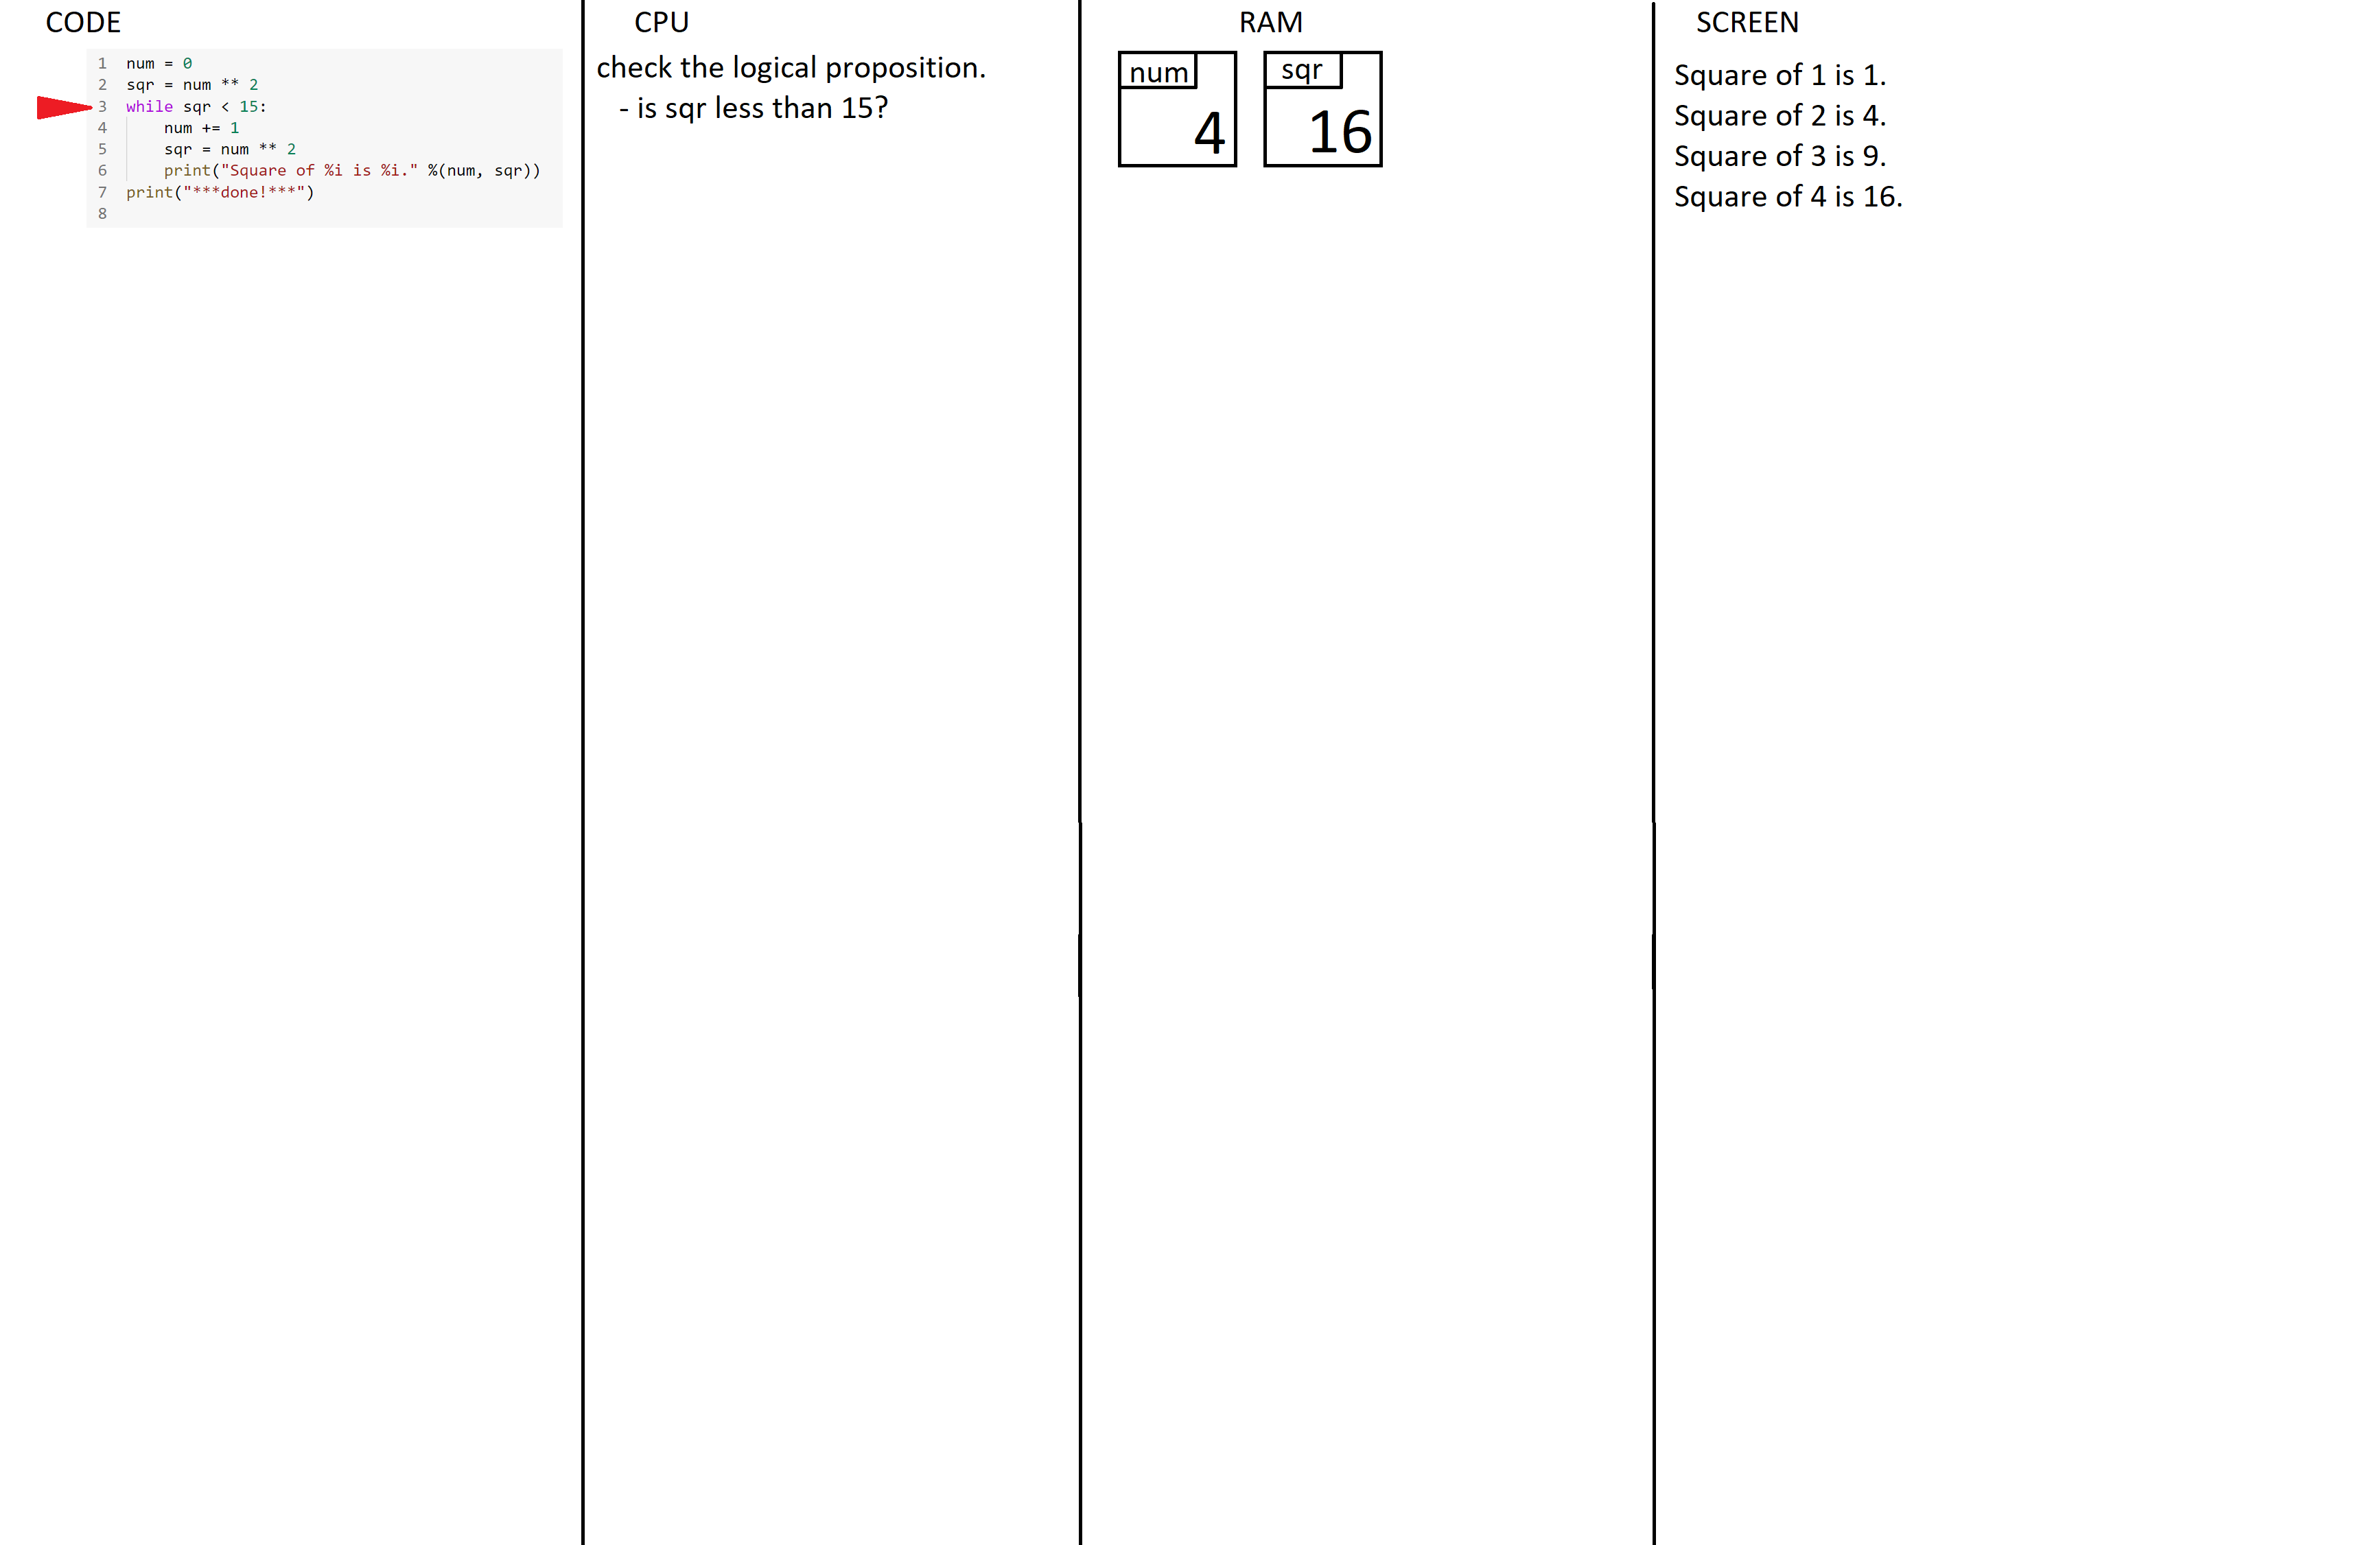 CODE
1 num = 0
2 sqr = num ** 2
3 while sqr < 15:
4 num += 1
5 sqr = num ** 2
6 print("Square of %i is %i." %(num, sqr))
7 print("***done!***")
8
CPU
check the logical proposition.
- is sqr less than 15?
RAM
num
4
sqr
16
SCREEN
Square of 1 is 1.
Square of 2 is 4.
Square of 3 is 9.
Square of 4 is 16.